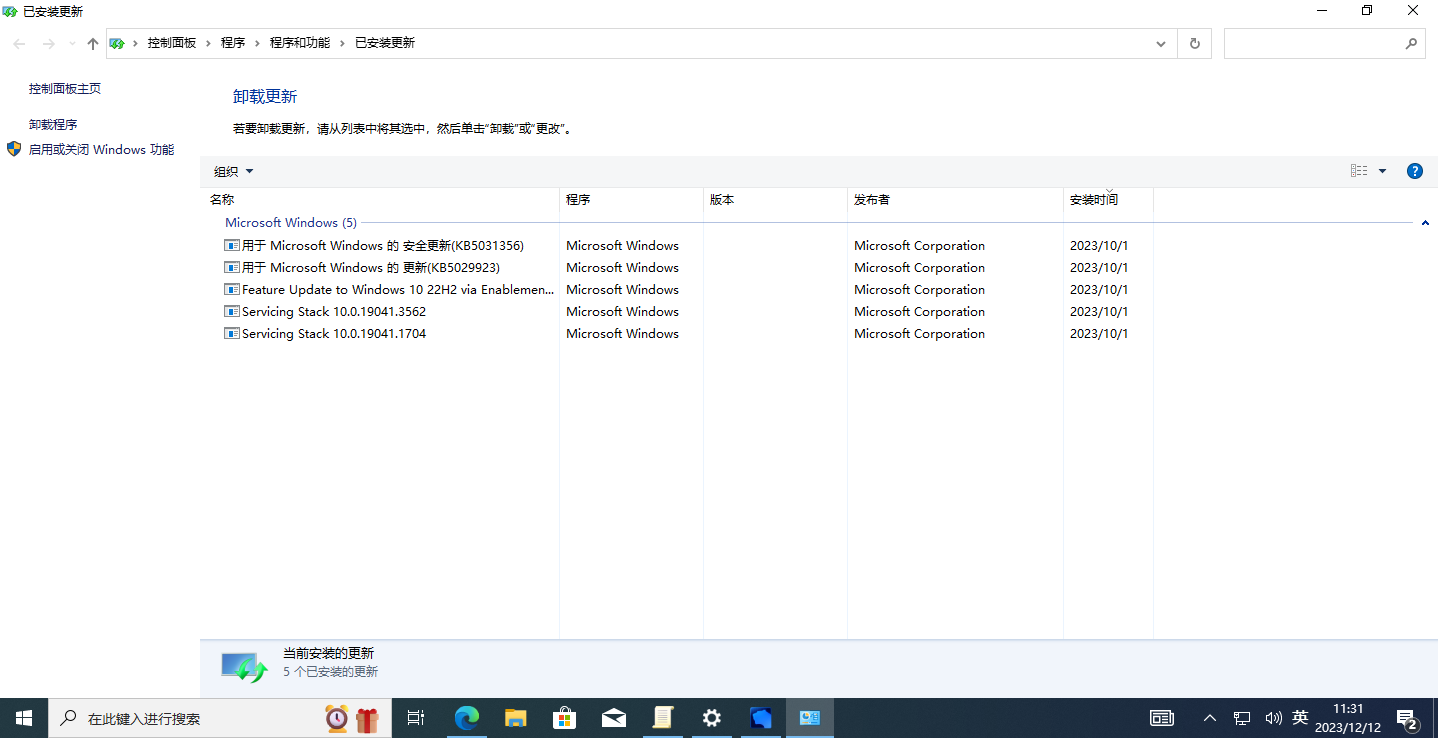 已安装更新
控制面板 › 程序 › 程序和功能 › 已安装更新
控制面板主页
卸载程序
启用或关闭 Windows 功能
卸载更新
若要卸载更新，请从列表中将其选中，然后单击“卸载”或“更改”。
组织
名称 程序 版本 发布者 安装时间
Microsoft Windows (5)
用于 Microsoft Windows 的 安全更新(KB5031356) Microsoft Windows Microsoft Corporation 2023/10/1
用于 Microsoft Windows 的 更新(KB5029923) Microsoft Windows Microsoft Corporation 2023/10/1
Feature Update to Windows 10 22H2 via Enablemen... Microsoft Windows Microsoft Corporation 2023/10/1
Servicing Stack 10.0.19041.3562 Microsoft Windows Microsoft Corporation 2023/10/1
Servicing Stack 10.0.19041.1704 Microsoft Windows Microsoft Corporation 2023/10/1
当前安装的更新
5 个已安装的更新
在此键入进行搜索
英
11:31
2023/12/12
2